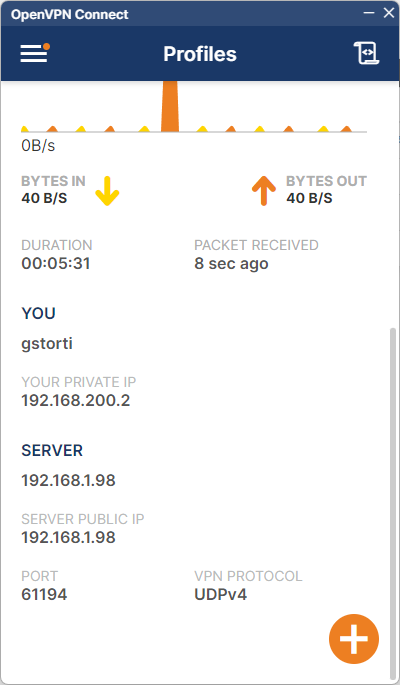 OpenVPN Connect
Profiles
0B/s
BYTES IN
40 B/S
BYTES OUT
40 B/S
DURATION
00:05:31
PACKET RECEIVED
8 sec ago
YOU
gstorti
YOUR PRIVATE IP
192.168.200.2
SERVER
192.168.1.98
SERVER PUBLIC IP
192.168.1.98
PORT
61194
VPN PROTOCOL
UDPv4